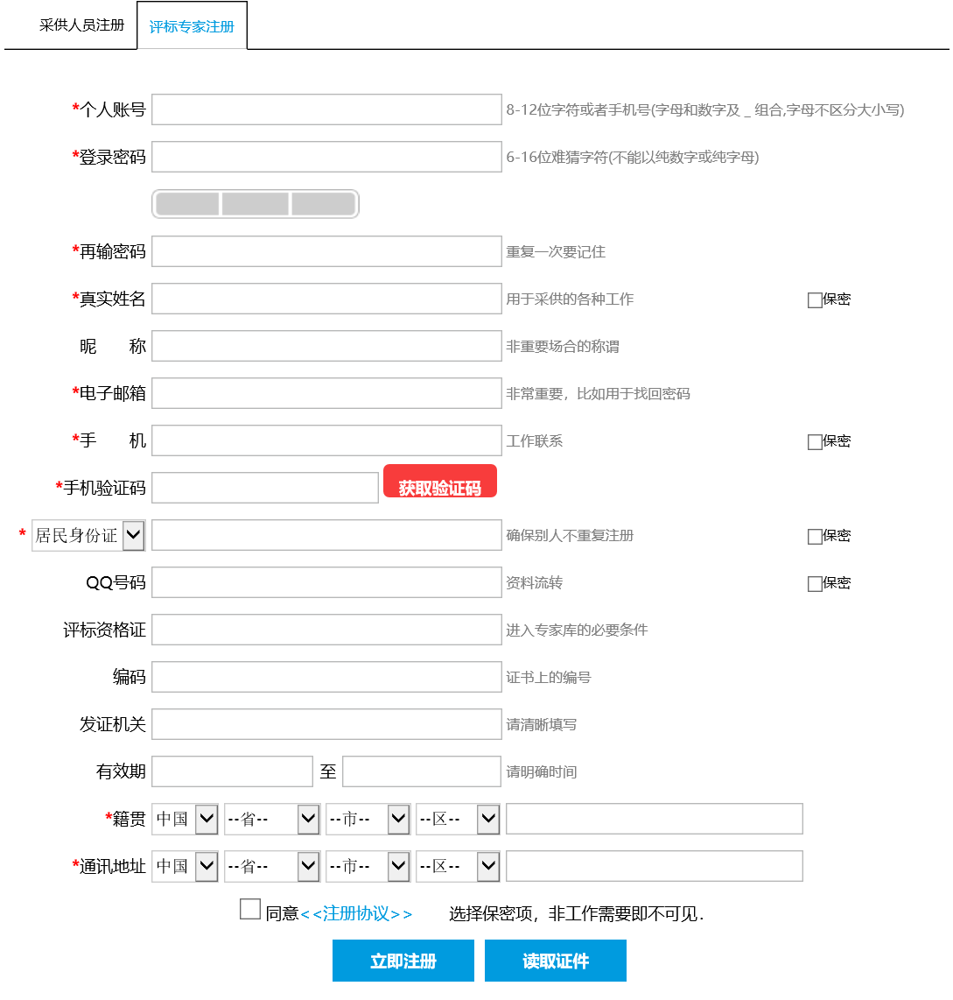 采供人员注册 评标专家注册
*个人账号 8-12位字符或者手机号(字母和数字及 _ 组合,字母不区分大小写)
*登录密码 6-16位难猜字符(不能以纯数字或纯字母)
*再输密码 重复一次要记住
*真实姓名 用于采供的各种工作 保密
昵 称 非重要场合的称谓
*电子邮箱 非常重要，比如用于找回密码
*手 机 工作联系 保密
*手机验证码 获取验证码
* 居民身份证 确保别人不重复注册 保密
QQ号码 资料流转 保密
评标资格证 进入专家库的必要条件
编码 证书上的编号
发证机关 请清晰填写
有效期 至 请明确时间
*籍贯 中国 --省-- --市-- --区--
*通讯地址 中国 --省-- --市-- --区--
同意<<注册协议>> 选择保密项，非工作需要即不可见.
立即注册 读取证件